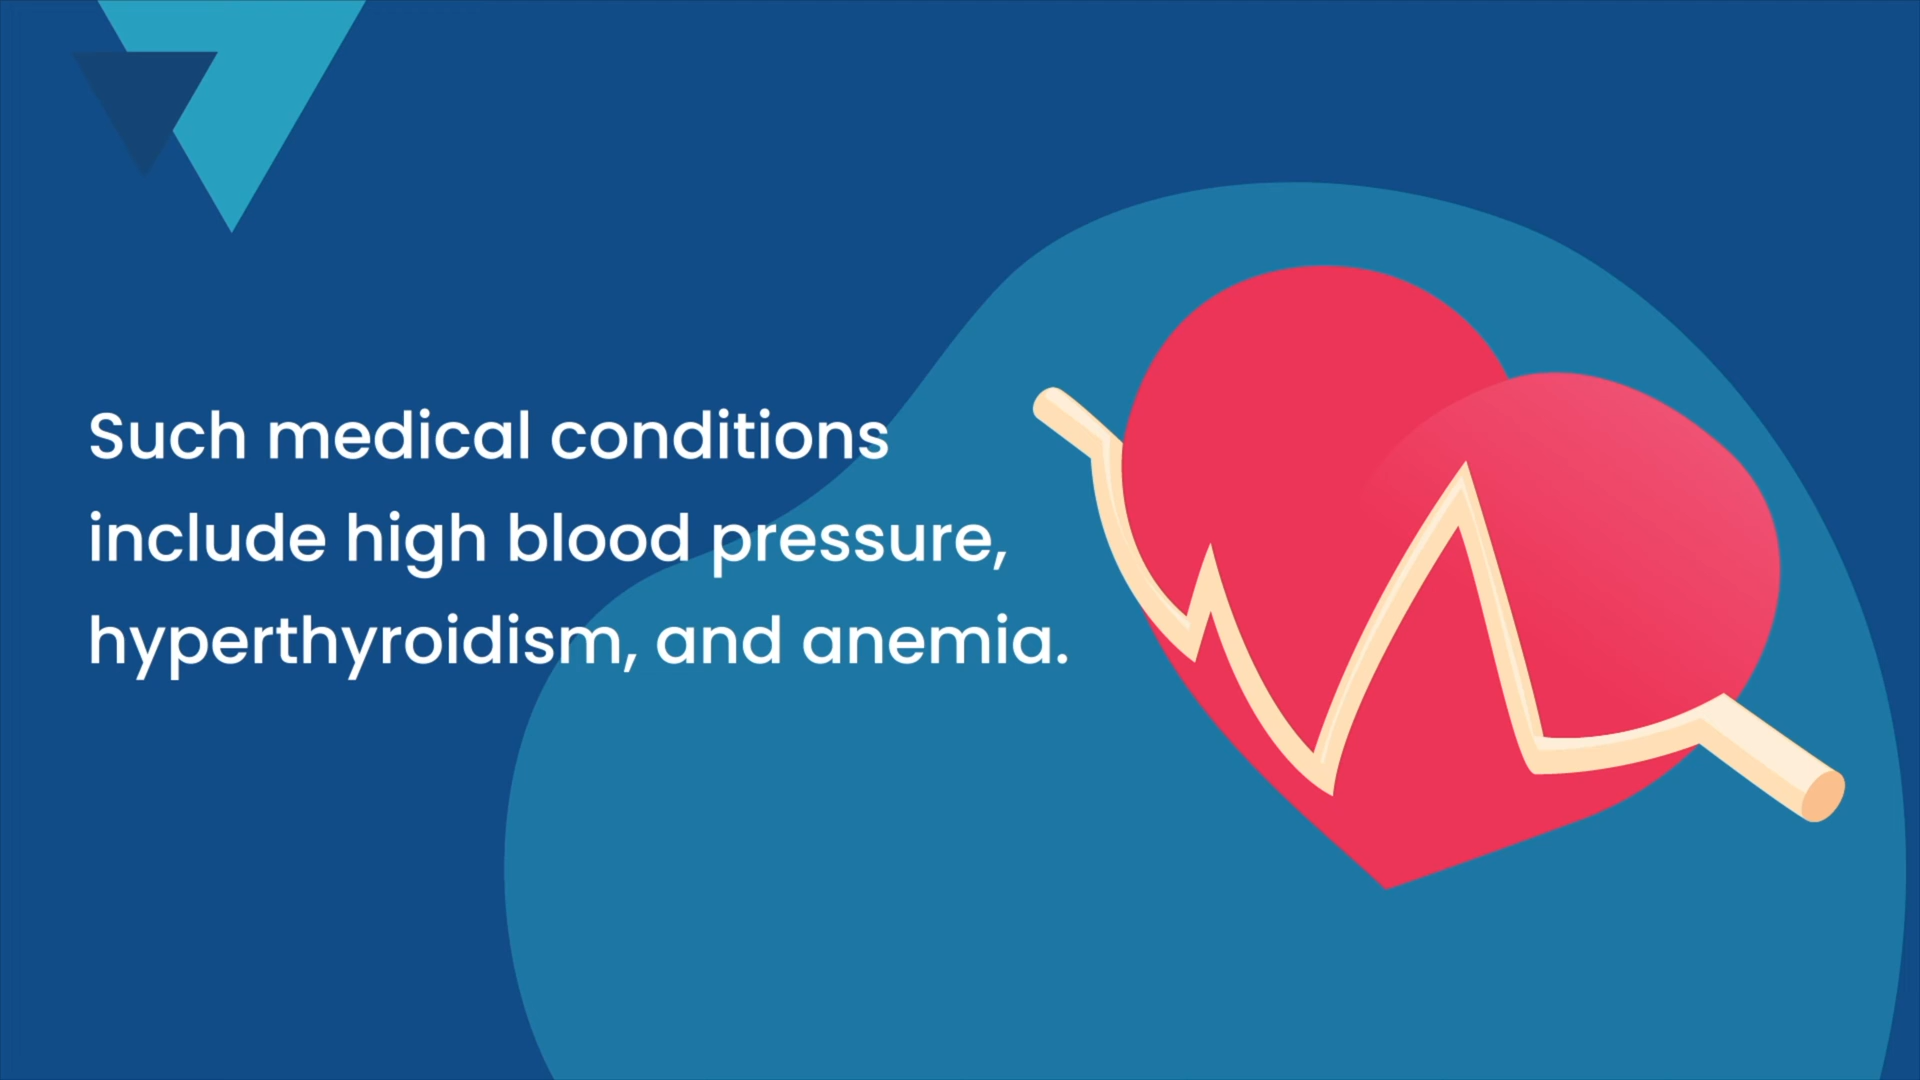 Such medical conditions
include high blood pressure,
hyperthyroidism, and anemia.